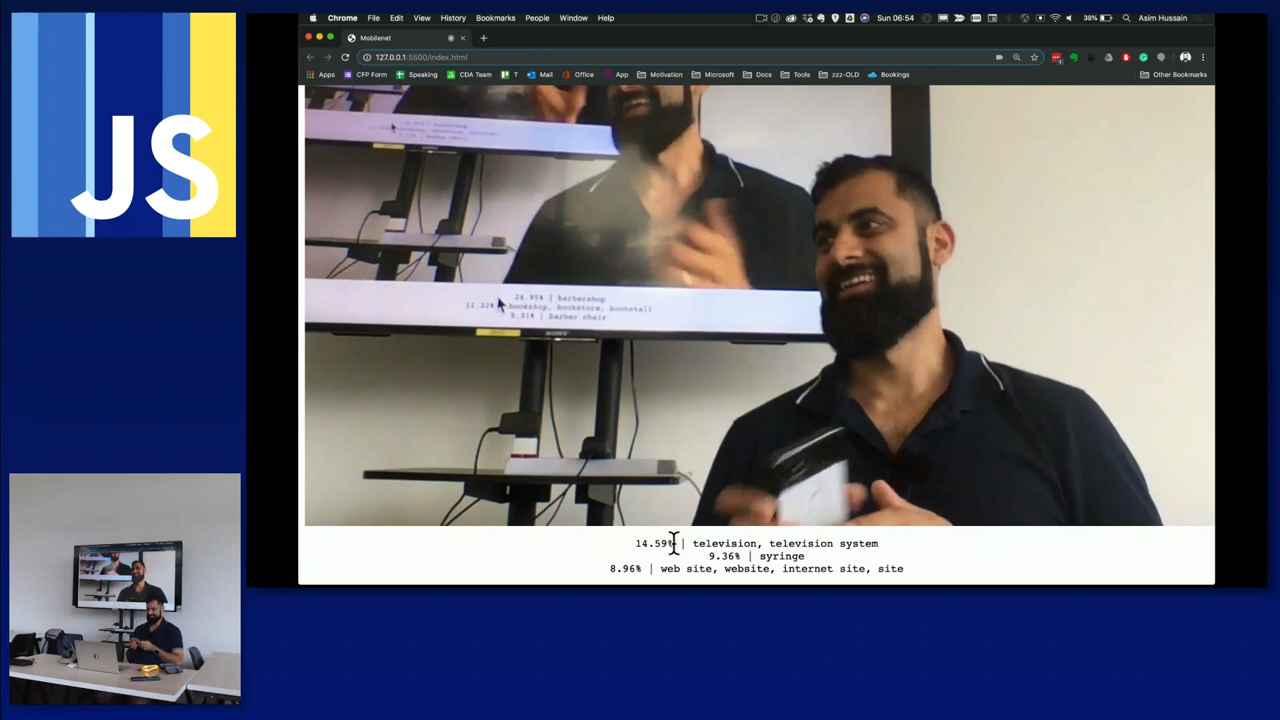 JS
Chrome File Edit View History Bookmarks People Window Help Sun 06:54 38% Asim Hussain
Mobilenet
127.0.0.1:5500/index.html
Apps CFP Form Speaking CDA Team T Mail Office App Motivation Microsoft Docs Tools zzz-OLD Bookings Other Bookmarks
26.95% | barbershop
11.32% bookshop, bookstore, bookstall
5.31% | barber chair
SONY
14.59% | television, television system
9.36% | syringe
8.96% | web site, website, internet site, site